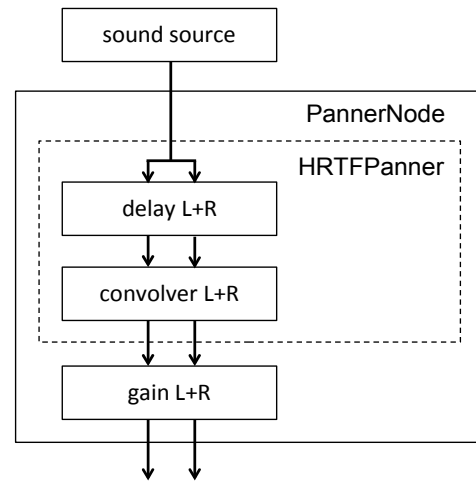 sound source
PannerNode
HRTFPanner
delay L+R
convolver L+R
gain L+R